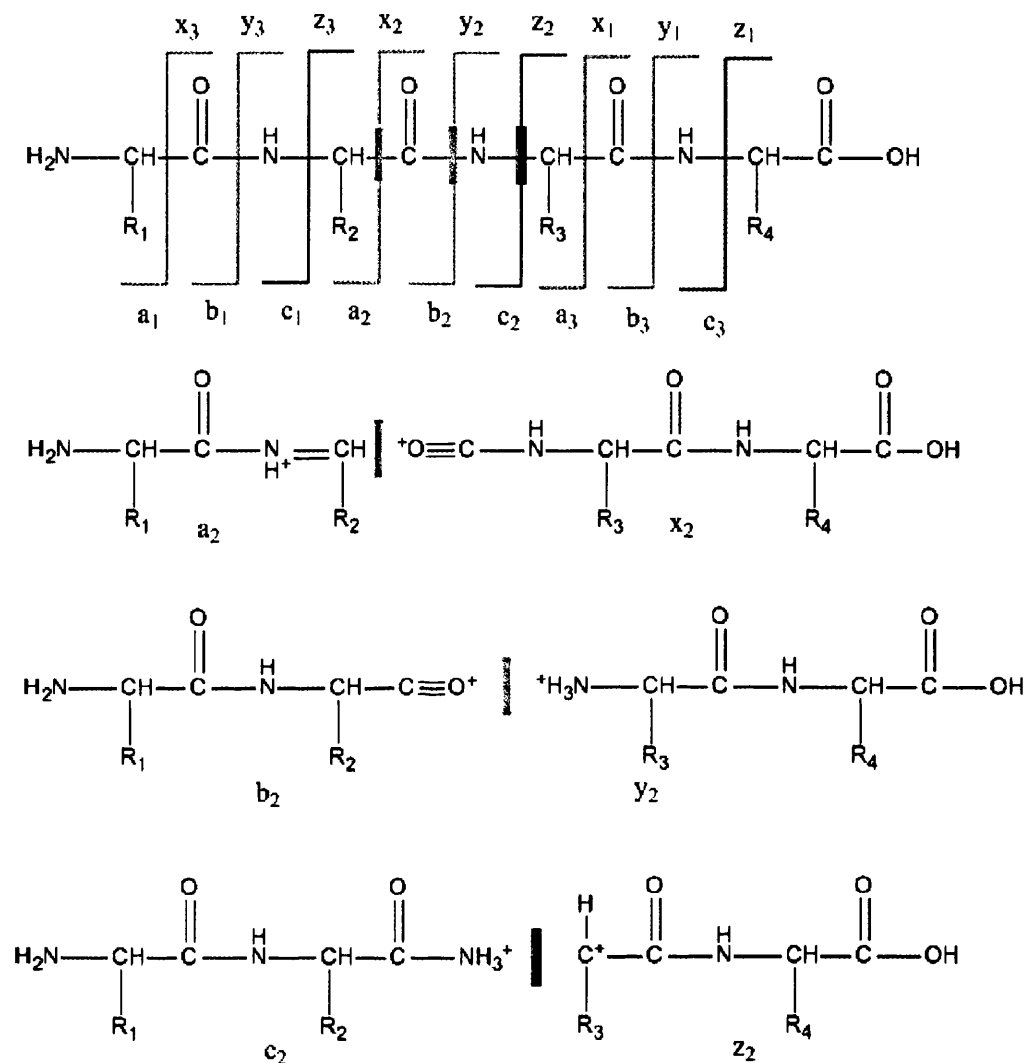 x₃ y₃ z₃ x₂ y₂ z₂ x₁ y₁ z₁
O O O O
H₂N CH C H N CH C H N CH C H N CH C OH
R₁ R₂ R₃ R₄
a₁ b₁ c₁ a₂ b₂ c₂ a₃ b₃ c₃
O O O
H₂N CH C N H⁺ CH ⁺O C H N CH C H N CH C OH
R₁ R₂ R₃ R₄
a₂ x₂
O O O
H₂N CH C H N CH C O⁺ ⁺H₃N CH C H N CH C OH
R₁ R₂ R₃ R₄
b₂ y₂
O O H O O
H₂N CH C H N CH C NH₃⁺ C⁺ C H N CH C OH
R₁ R₂ R₃ R₄
c₂ z₂